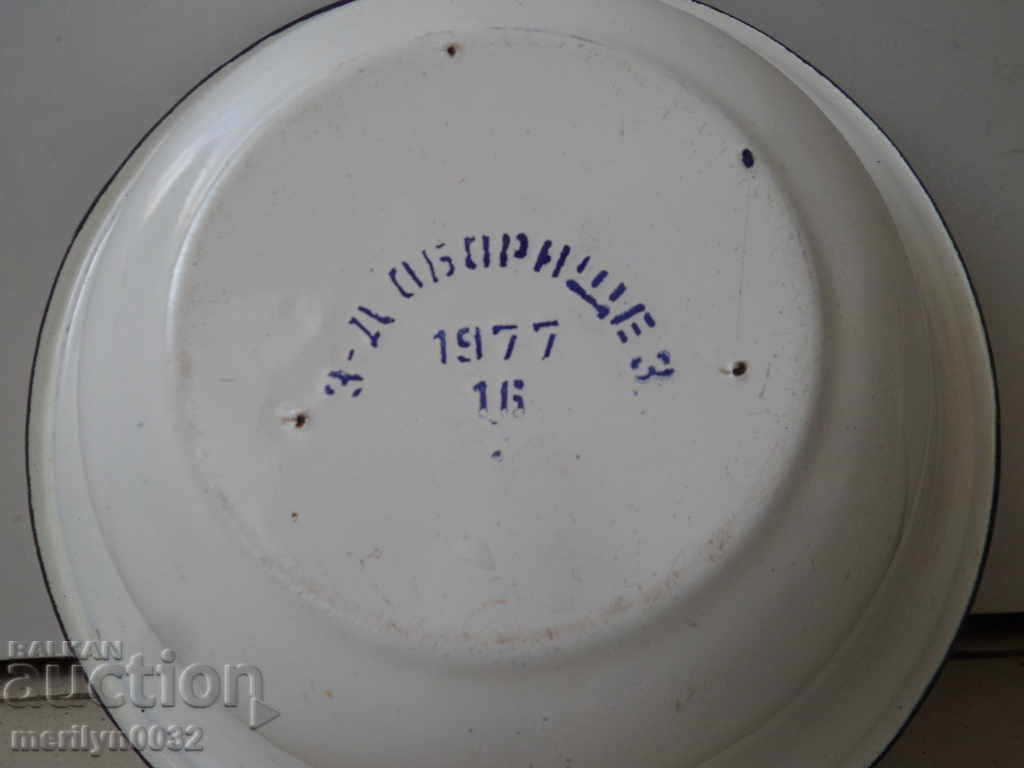 З-Д ОБОРИЩЕ 3
1977
16
BALKAN
auction
merilyn0032